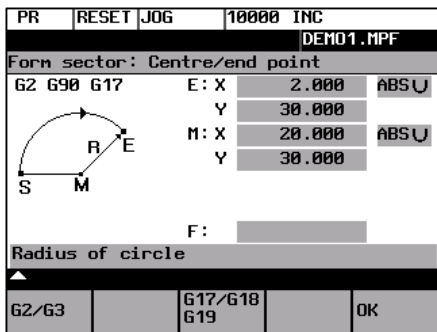 PR RESET JOG 10000 INC
DEMO1.MPF
Form sector: Centre/end point
G2 G90 G17 E: X 2.000 ABS
Y 30.000
M: X 20.000 ABS
Y 30.000
R E
S M
F:
Radius of circle
G2/G3 G17/G18 G19 OK